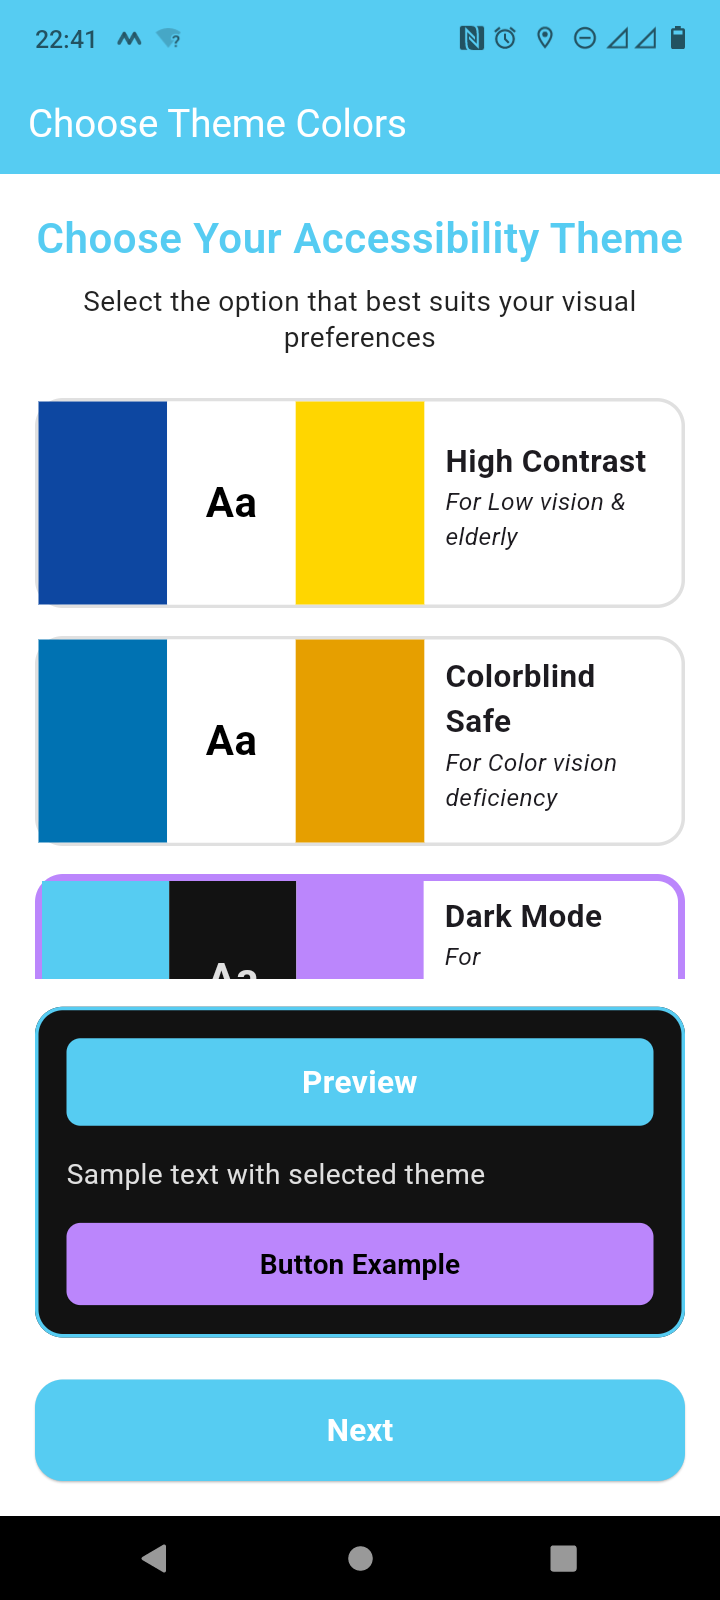 22:41
Choose Theme Colors
Choose Your Accessibility Theme
Select the option that best suits your visual
preferences
Aa
High Contrast
For Low vision &
elderly
Aa
Colorblind
Safe
For Color vision
deficiency
Aa
Dark Mode
For
Preview
Sample text with selected theme
Button Example
Next